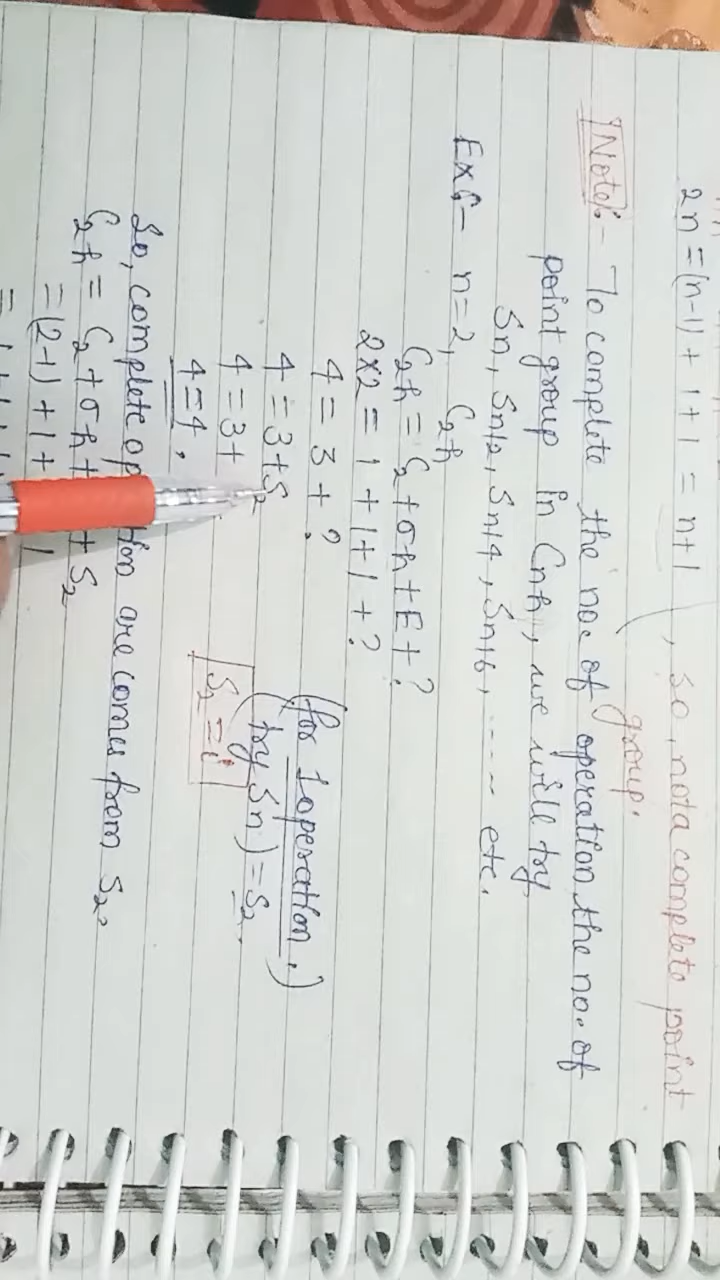 2n = (n-1) + 1 + 1 = n+1 , so, not a complete point
group.
Note:- To complete the no. of operation the no. of
point group in Cnh, we will try
Sn, Sn/2, Sn/4, Sn/6, ---- etc.
Ex:- n=2, C2h
C2h = C2 + σh + E + ?
2×2 = 1 + 1 + 1 + ?
4 = 3 + ?
(for 1 operation,)
4 = 3 + S2
(try Sn) = S2.
4 = 3 +
S2 = i
4 = 4,
So, complete op are comes from S2.
C2h = C2 + σh + + S2
= (2-1) + 1 + 1